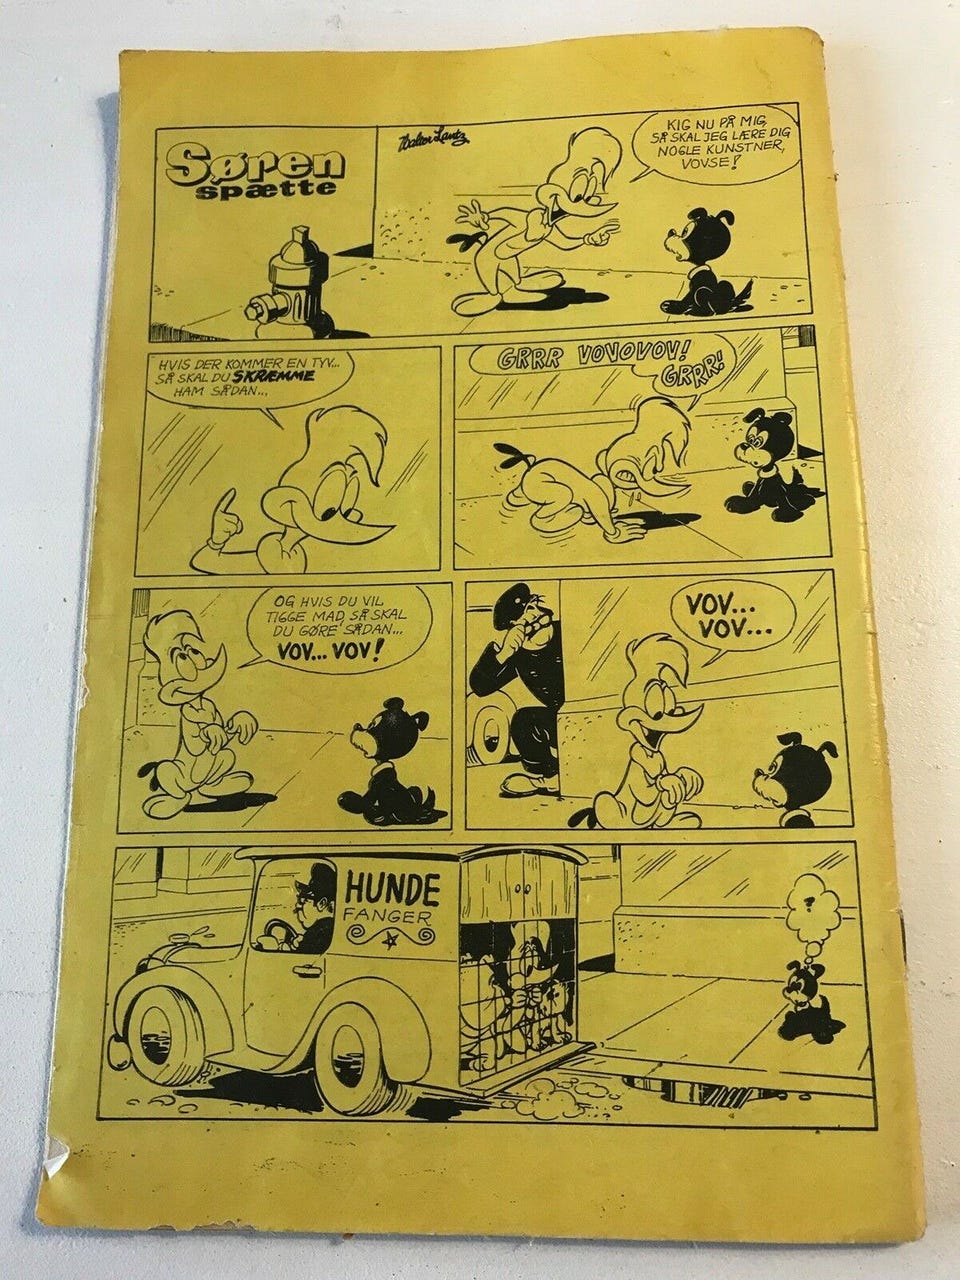 Søren
spætte
Walter Lantz
KIG NU PÅ MIG,
SÅ SKAL JEG LÆRE DIG
NOGLE KUNSTNER,
VOVSE!
HVIS DER KOMMER EN TYV...
SÅ SKAL DU SKRÆMME
HAM SÅDAN...
GRRR VOVOVOV!
GRRR!
OG HVIS DU VIL
TIGGE MAD, SÅ SKAL
DU GØRE SÅDAN...
VOV... VOV!
VOV...
VOV...
HUNDE
FANGER
?